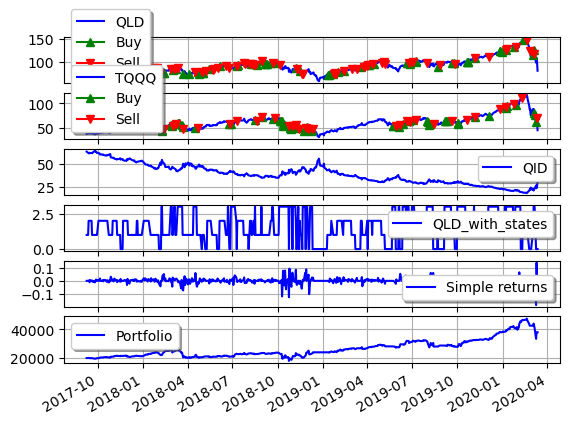 QLD
Buy
Sell
150
100
TQQQ
Buy
Sell
100
50
QID
50
25
QLD_with_states
2.5
0.0
Simple returns
0.1
0.0
−0.1
Portfolio
40000
20000
2017-10
2018-01
2018-04
2018-07
2018-10
2019-01
2019-04
2019-07
2019-10
2020-01
2020-04